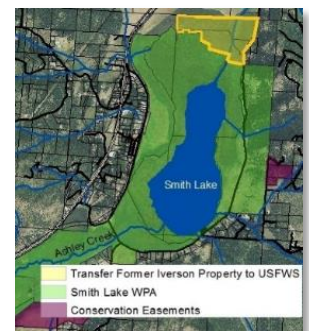 Smith Lake
Ashley Creek
Transfer Former Iverson Property to USFWS
Smith Lake WPA
Conservation Easements